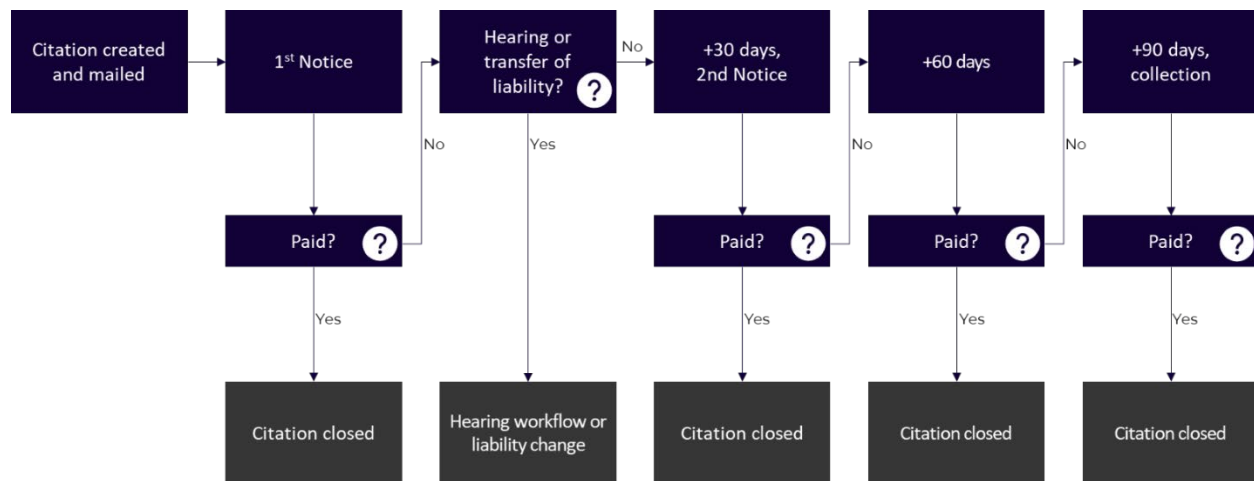 Citation created
and mailed
1st Notice
Hearing or
transfer of
liability?
?
No
+30 days,
2nd Notice
+60 days
+90 days,
collection
No
Yes
No
No
Paid?
?
Paid?
?
Paid?
?
Paid?
?
Yes
Yes
Yes
Yes
Citation closed
Hearing workflow or
liability change
Citation closed
Citation closed
Citation closed